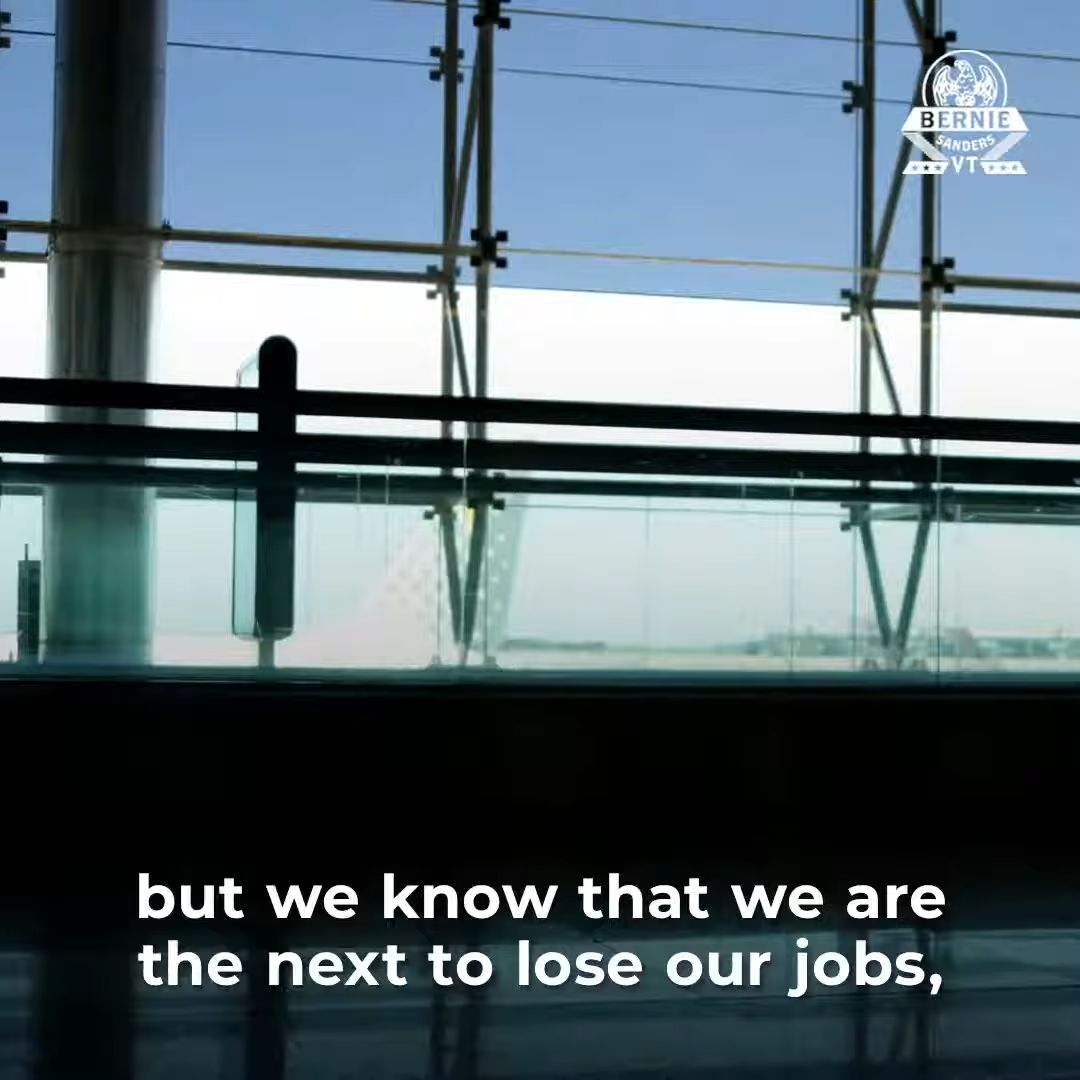 BERNIE
SANDERS
VT
but we know that we are
the next to lose our jobs,